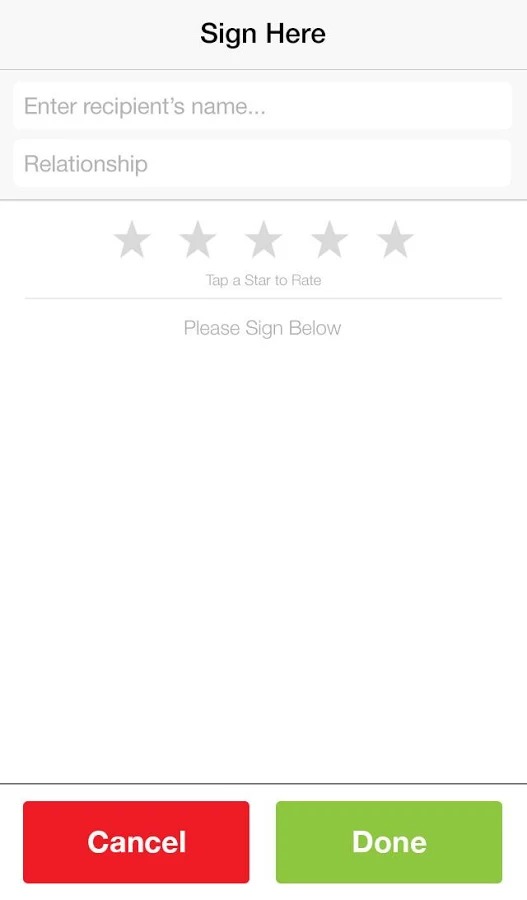 Sign Here
Enter recipient's name...
Relationship
Tap a Star to Rate
Please Sign Below
Cancel Done